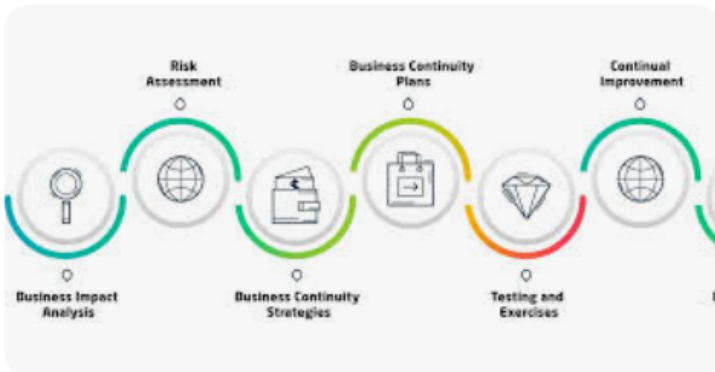 Business Impact
Analysis
Risk
Assessment
Business Continuity
Strategies
Business Continuity
Plans
Testing and
Exercises
Continual
Improvement